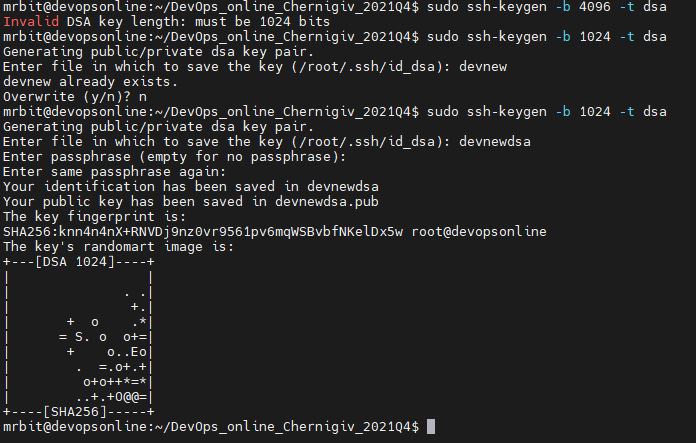 mrbit@devopsonline:~/DevOps_online_Chernigiv_2021Q4$ sudo ssh-keygen -b 4096 -t dsa
Invalid DSA key length: must be 1024 bits
mrbit@devopsonline:~/DevOps_online_Chernigiv_2021Q4$ sudo ssh-keygen -b 1024 -t dsa
Generating public/private dsa key pair.
Enter file in which to save the key (/root/.ssh/id_dsa): devnew
devnew already exists.
Overwrite (y/n)? n
mrbit@devopsonline:~/DevOps_online_Chernigiv_2021Q4$ sudo ssh-keygen -b 1024 -t dsa
Generating public/private dsa key pair.
Enter file in which to save the key (/root/.ssh/id_dsa): devnewdsa
Enter passphrase (empty for no passphrase):
Enter same passphrase again:
Your identification has been saved in devnewdsa
Your public key has been saved in devnewdsa.pub
The key fingerprint is:
SHA256:knn4n4nX+RNVDj9nz0vr9561pv6mqWSBvbfNKelDx5w root@devopsonline
The key's randomart image is:
+---[DSA 1024]----+
|                 |
|              . .|
|               +.|
|       +  o    .*|
|      = S. o  o+=|
|       +    o..Eo|
|        .  =.o+.+|
|         o+o++*=*|
|        ..+.+O@@=|
+----[SHA256]-----+
mrbit@devopsonline:~/DevOps_online_Chernigiv_2021Q4$